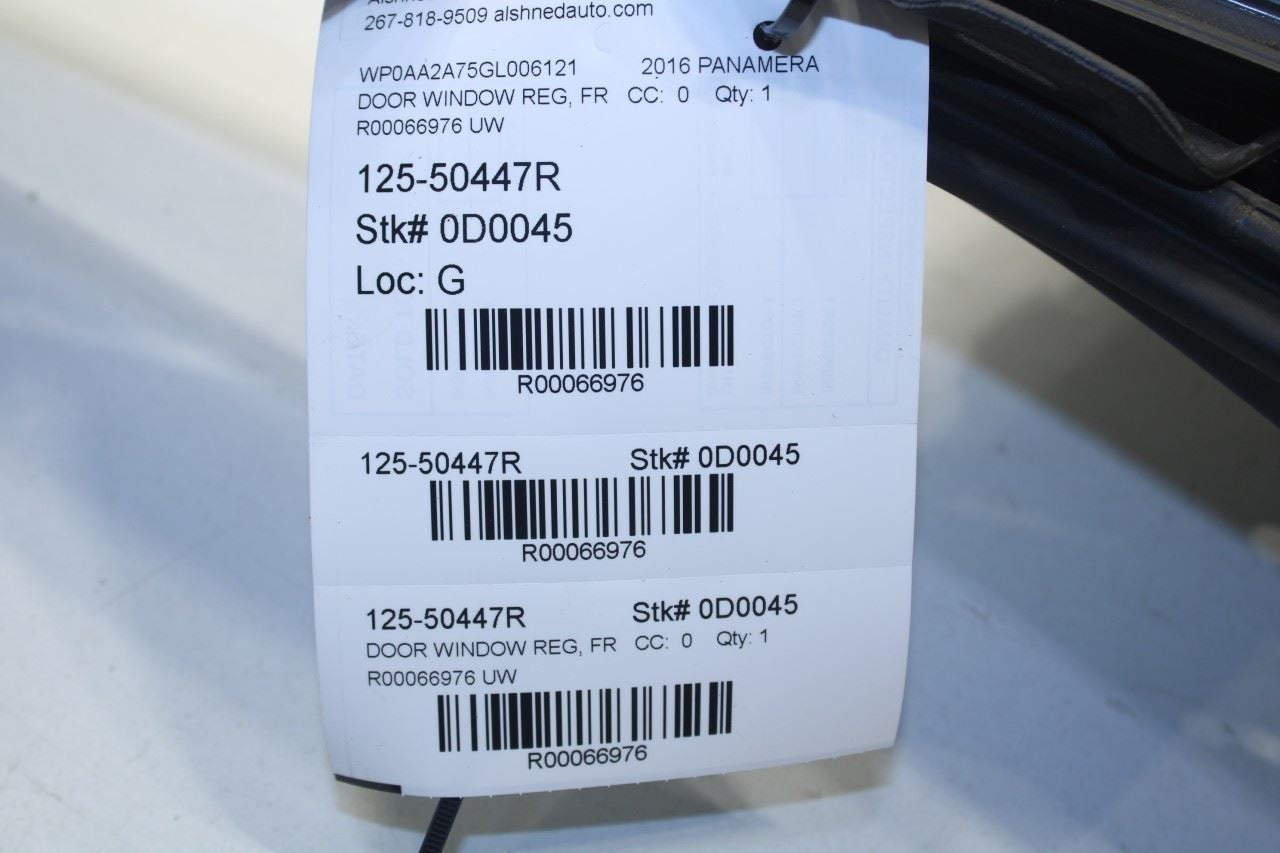 267-818-9509 alshnedauto.com
WP0AA2A75GL006121 2016 PANAMERA
DOOR WINDOW REG, FR CC: 0 Qty: 1
R00066976 UW
125-50447R
Stk# 0D0045
Loc: G
R00066976
125-50447R Stk# 0D0045
R00066976
125-50447R Stk# 0D0045
DOOR WINDOW REG, FR CC: 0 Qty: 1
R00066976 UW
R00066976